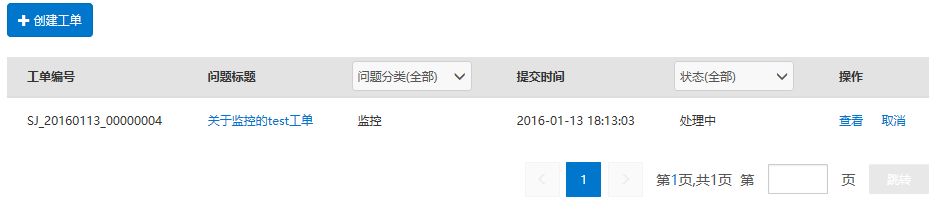 创建工单
工单编号 问题标题 问题分类(全部) 提交时间 状态(全部) 操作
SJ_20160113_00000004 关于监控的test工单 监控 2016-01-13 18:13:03 处理中 查看 取消
1 第1页,共1页 第 页 跳转